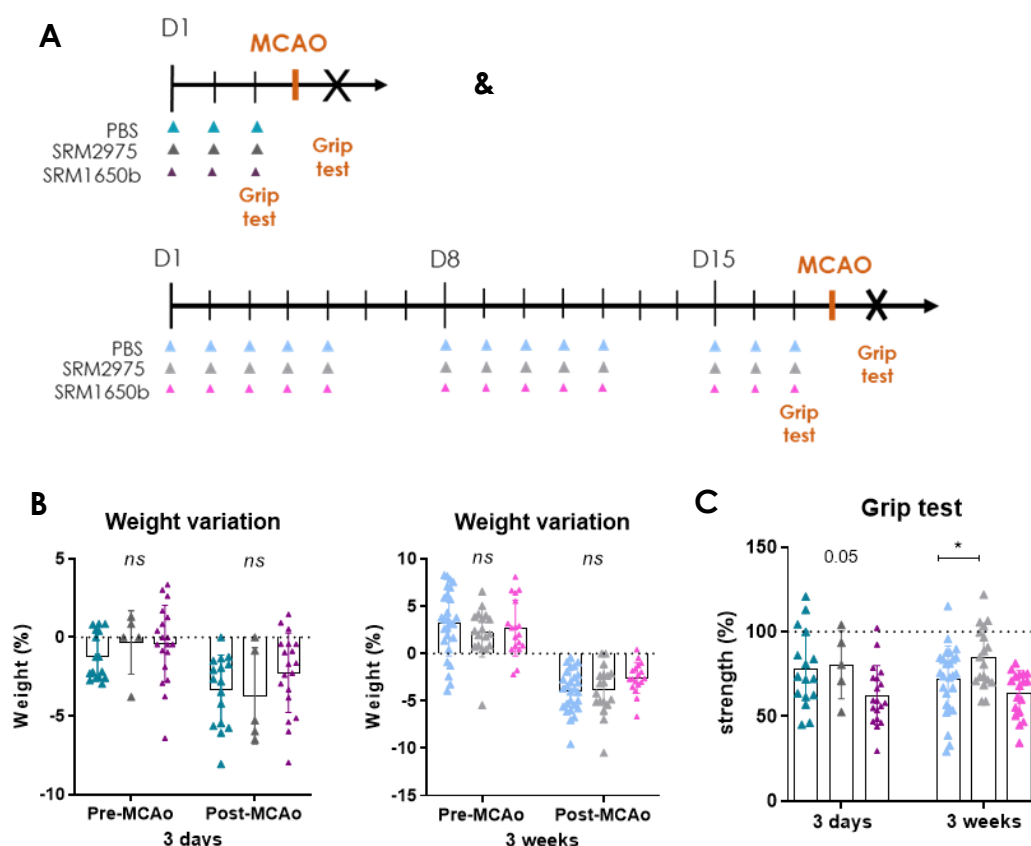 A
D1
MCAO
&
PBS
SRM2975
SRM1650b
Grip
test
Grip
test
D1
D8
D15
MCAO
PBS
SRM2975
SRM1650b
Grip
test
Grip
test
B
Weight variation
Weight (%)
5
0
-5
-10
ns
ns
Pre-MCAo
Post-MCAo
3 days
Weight variation
Weight (%)
10
5
0
-5
-10
-15
ns
ns
Pre-MCAo
Post-MCAo
3 weeks
C
Grip test
strength (%)
150
100
50
0
0.05
*
3 days
3 weeks